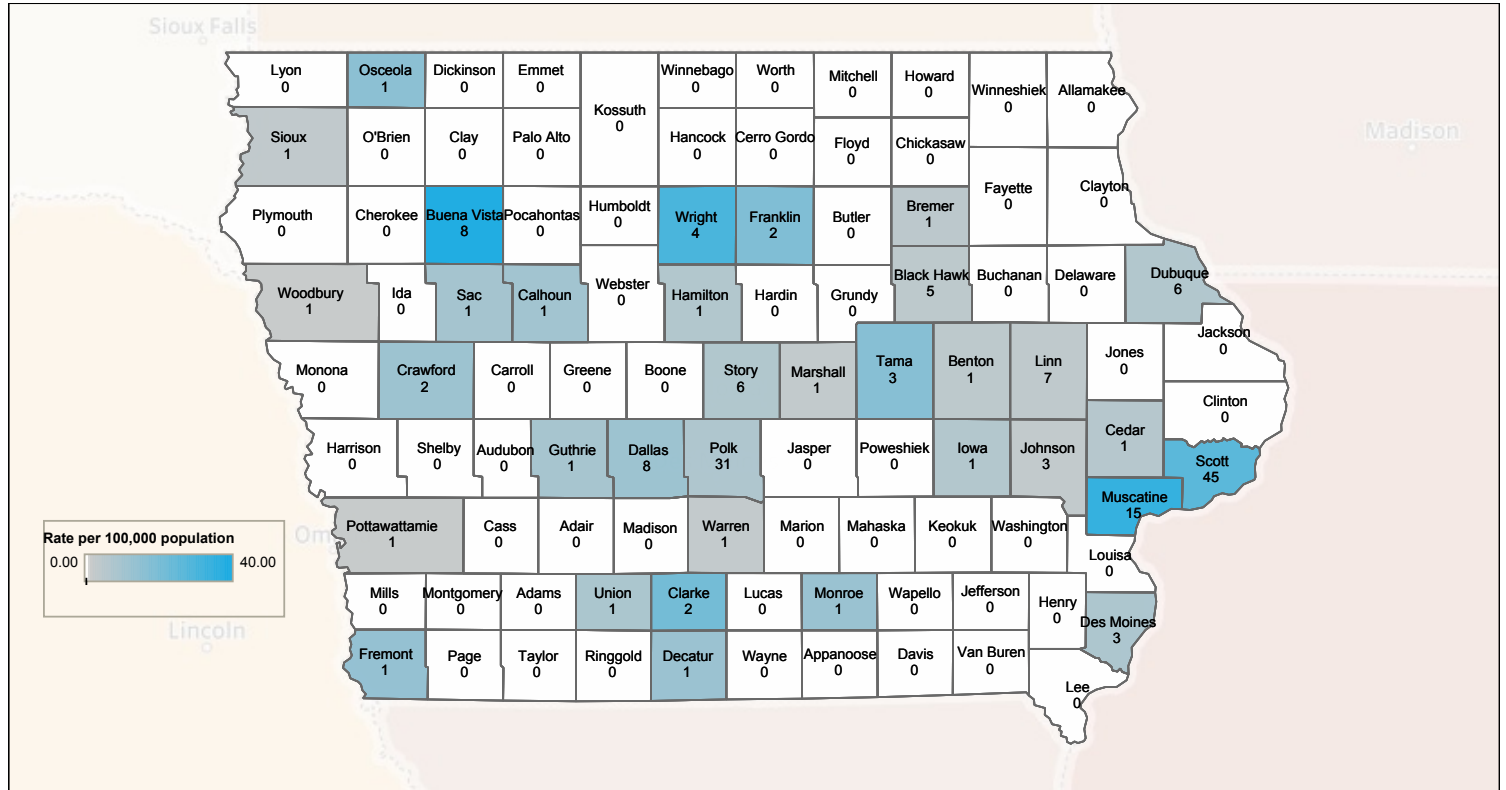 Sioux Falls
Lyon
0
Osceola
1
Dickinson
0
Emmet
0
Kossuth
0
Winnebago
0
Worth
0
Mitchell
0
Howard
0
Winneshiek
0
Allamakee
0
Madison
Sioux
1
O'Brien
0
Clay
0
Palo Alto
0
Hancock
0
Cerro Gordo
0
Floyd
0
Chickasaw
0
Plymouth
0
Cherokee
0
Buena Vista
8
Pocahontas
0
Humboldt
0
Wright
4
Franklin
2
Butler
0
Bremer
1
Fayette
0
Clayton
0
Woodbury
1
Ida
0
Sac
1
Calhoun
1
Webster
0
Hamilton
1
Hardin
0
Grundy
0
Black Hawk
5
Buchanan
0
Delaware
0
Dubuque
6
Monona
0
Crawford
2
Carroll
0
Greene
0
Boone
0
Story
6
Marshall
1
Tama
3
Benton
1
Linn
7
Jones
0
Jackson
0
Clinton
0
Harrison
0
Shelby
0
Audubon
0
Guthrie
1
Dallas
8
Polk
31
Jasper
0
Poweshiek
0
Iowa
1
Johnson
3
Cedar
1
Scott
45
Muscatine
15
Rate per 100,000 population
0.00
40.00
Om
Pottawattamie
1
Cass
0
Adair
0
Madison
0
Warren
1
Marion
0
Mahaska
0
Keokuk
0
Washington
0
Louisa
0
Lincoln
Mills
0
Montgomery
0
Adams
0
Union
1
Clarke
2
Lucas
0
Monroe
1
Wapello
0
Jefferson
0
Henry
0
Des Moines
3
Fremont
1
Page
0
Taylor
0
Ringgold
0
Decatur
1
Wayne
0
Appanoose
0
Davis
0
Van Buren
0
Lee
0